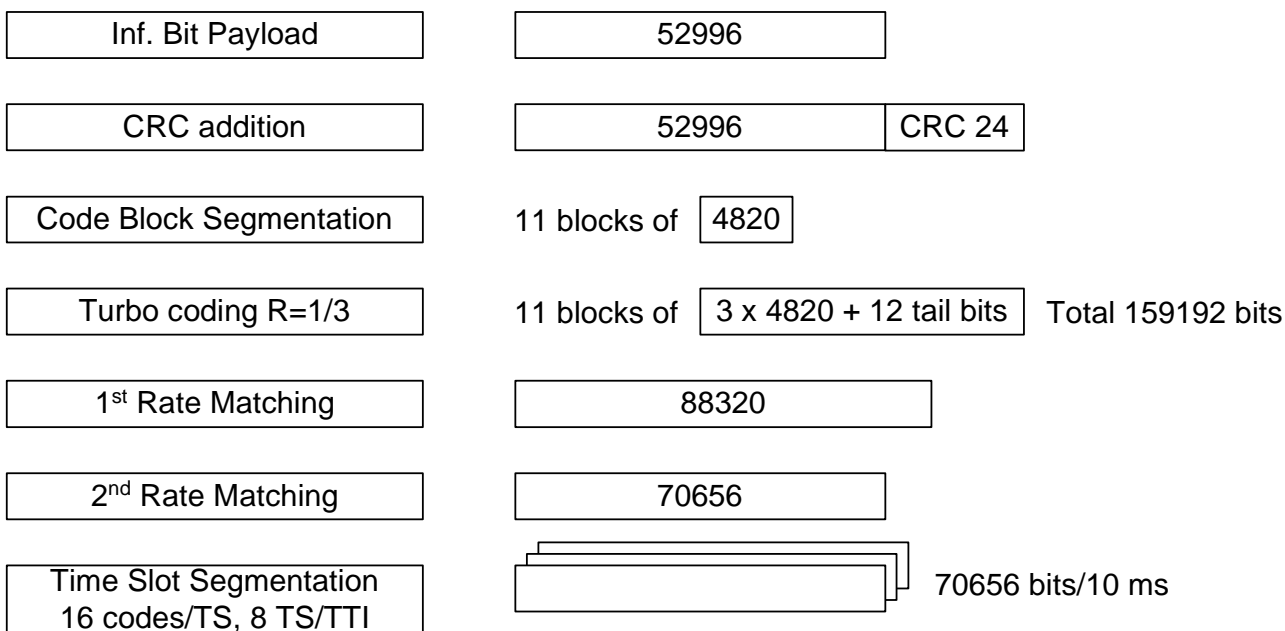 Inf. Bit Payload 52996
CRC addition 52996 CRC 24
Code Block Segmentation 11 blocks of 4820
Turbo coding R=1/3 11 blocks of 3 x 4820 + 12 tail bits Total 159192 bits
1st Rate Matching 88320
2nd Rate Matching 70656
Time Slot Segmentation
16 codes/TS, 8 TS/TTI
70656 bits/10 ms